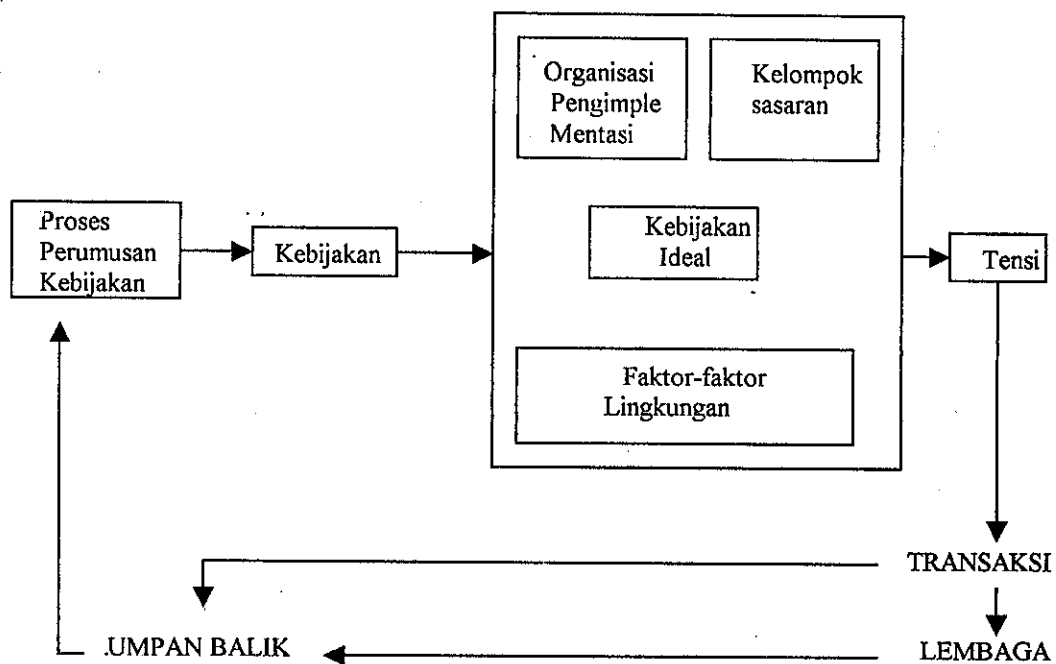 Organisasi
Pengimple
Mentasi
Kelompok
sasaran
Proses
Perumusan
Kebijakan
Kebijakan
Kebijakan
Ideal
Tensi
Faktor-faktor
Lingkungan
TRANSAKSI
.UMPAN BALIK
LEMBAGA